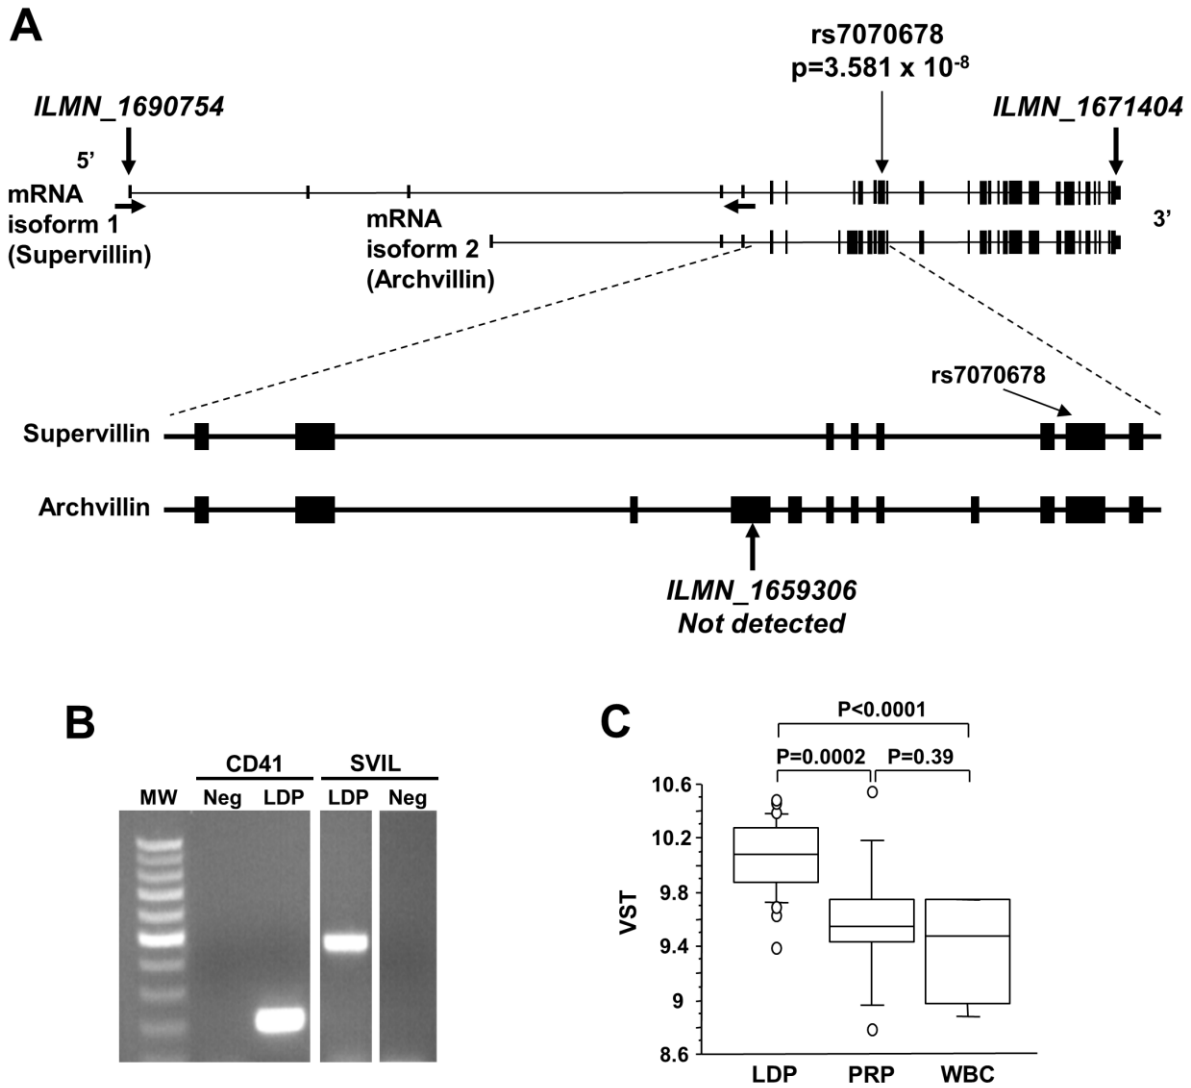 A
rs7070678
p=3.581 x 10-8
ILMN_1690754
ILMN_1671404
5’
mRNA
isoform 1
(Supervillin)
mRNA
isoform 2
(Archvillin)
3’
rs7070678
Supervillin
Archvillin
ILMN_1659306
Not detected
B
CD41
SVIL
MW
Neg
LDP
LDP
Neg
C
P<0.0001
P=0.0002
P=0.39
10.6
10.2
9.8
9.4
9
8.6
VST
LDP
PRP
WBC